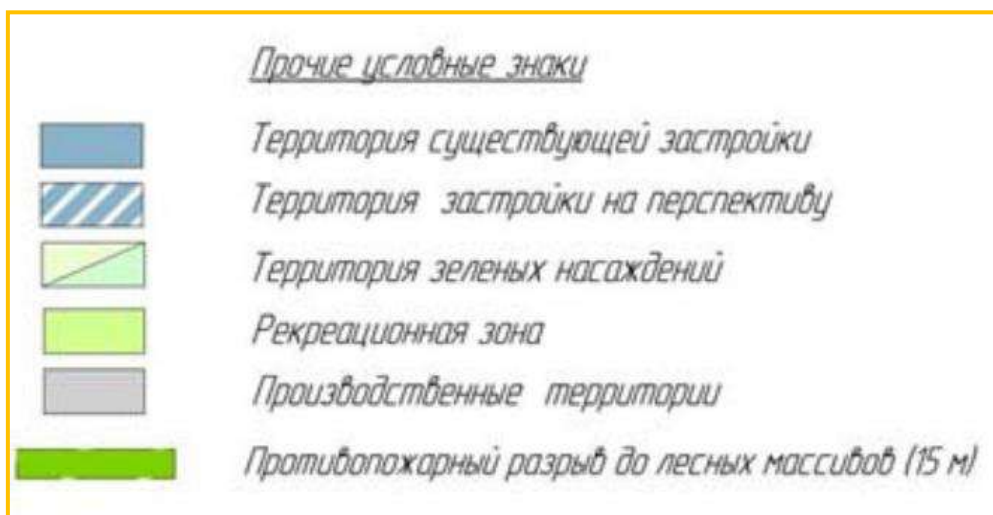 Прочие условные знаки
Территория существующей застройки
Территория застройки на перспективу
Территория зеленых насаждений
Рекреационная зона
Производственные территории
Противопожарный разрыв до лесных массивов (15 м)